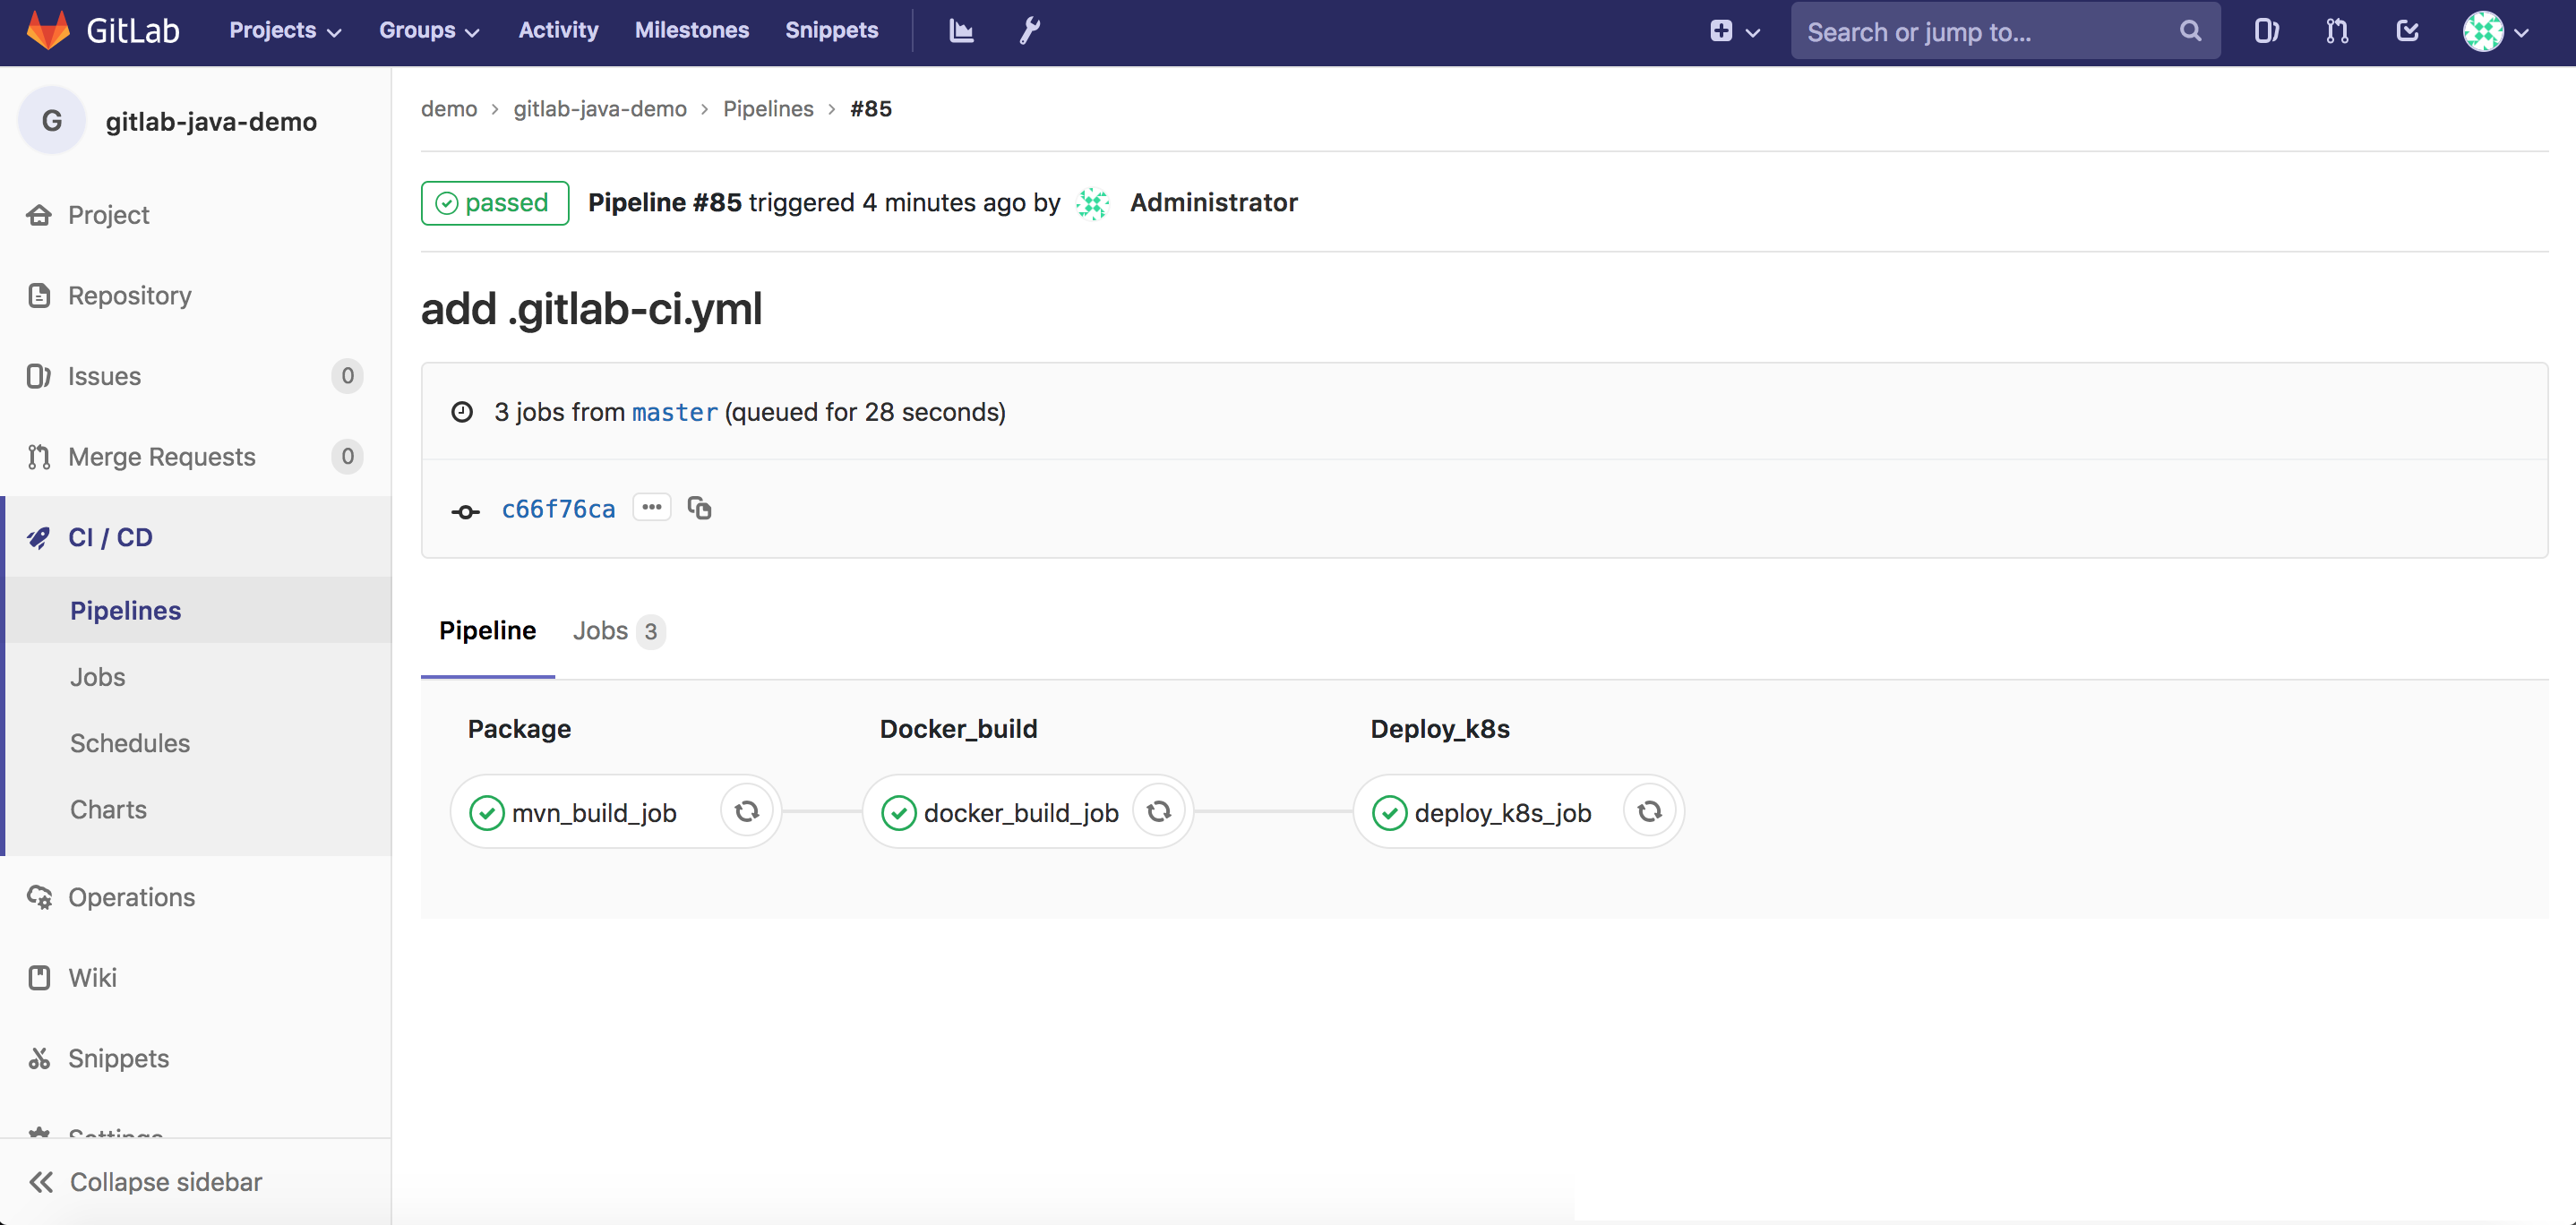 GitLab Projects Groups Activity Milestones Snippets Search or jump to...
G gitlab-java-demo
Project
Repository
Issues 0
Merge Requests 0
CI / CD
Pipelines
Jobs
Schedules
Charts
Operations
Wiki
Snippets
Settings
Collapse sidebar
demo > gitlab-java-demo > Pipelines > #85
passed Pipeline #85 triggered 4 minutes ago by Administrator
add .gitlab-ci.yml
3 jobs from master (queued for 28 seconds)
c66f76ca ...
Pipeline Jobs 3
Package Docker_build Deploy_k8s
mvn_build_job docker_build_job deploy_k8s_job